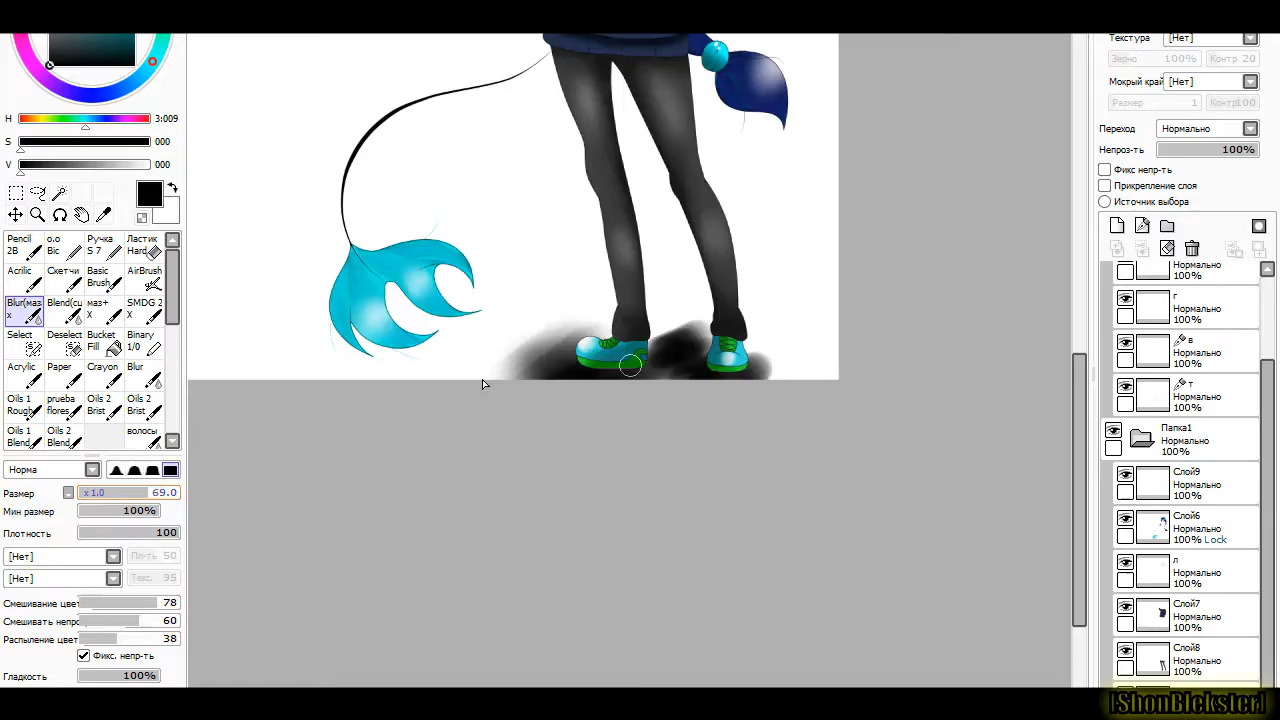 H 3:009
S 000
V 000
Pencil 2B
o.o Bic
Ручка S 7
Ластик Hard
Acrilic
Скетчи
Basic Brush
AirBrush
Blur(маз x
Blend(cu
маз+ X
SMDG 2 X
Select
Deselect
Bucket Fill
Binary 1/0
Acrylic
Paper
Crayon
Blur
Oils 1 Rough
prueba flores
Oils 2 Brist
Oils 2 Brist
Oils 1 Blend
Oils 2 Blend
волосы
Норма
Размер x 1.0 69.0
Мин размер 100%
Плотность 100
[Нет] Пл-ть 50
[Нет] Текс. 95
Смешивание цвет 78
Смешивать непро 60
Распыление цвет 38
Фикс. непр-ть
Гладкость 100%
Текстура [Нет]
Зерно 100% Контр 20
Мокрый край [Нет]
Размер 1 Контр100
Переход Нормально
Непроз-ть 100%
Фикс непр-ть
Прикрепление слоя
Источник выбора
Нормально
100%
г
Нормально
100%
в
Нормально
100%
т
Нормально
100%
Папка1
Нормально
100%
Слой9
Нормально
100%
Слой6
Нормально
100% Lock
л
Нормально
100%
Слой7
Нормально
100%
Слой8
Нормально
100%
[ShonBlekster]